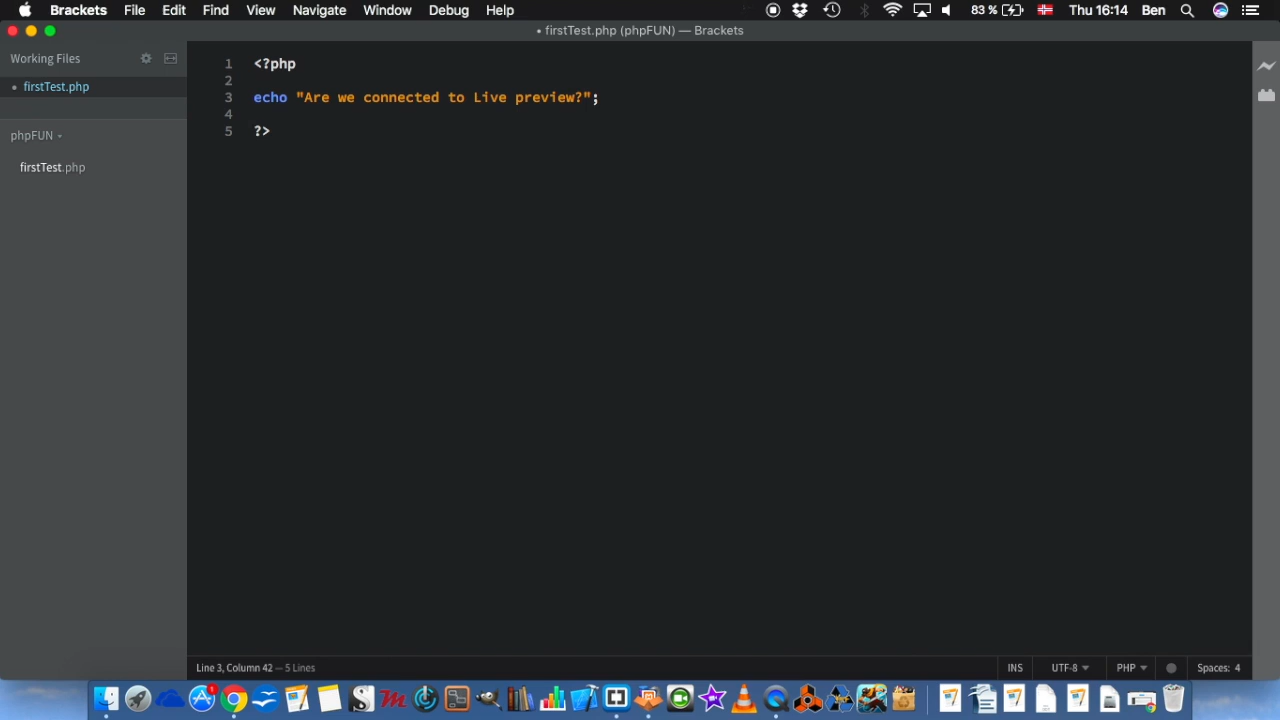 Brackets File Edit Find View Navigate Window Debug Help 83 % Thu 16:14 Ben
• firstTest.php (phpFUN) — Brackets
Working Files
• firstTest.php
phpFUN
firstTest.php
1 <?php
2
3 echo "Are we connected to Live preview?";
4
5 ?>
Line 3, Column 42 — 5 Lines INS UTF-8 PHP Spaces: 4